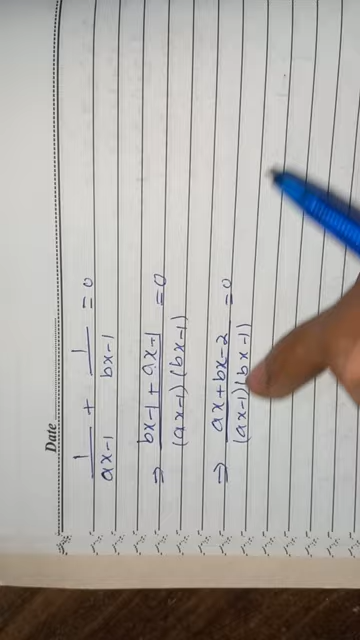 Date
1/(ax-1) + 1/(bx-1) = 0
⇒ (bx-1+ax-1)/((ax-1)(bx-1)) = 0
⇒ (ax+bx-2)/((ax-1)(bx-1)) = 0